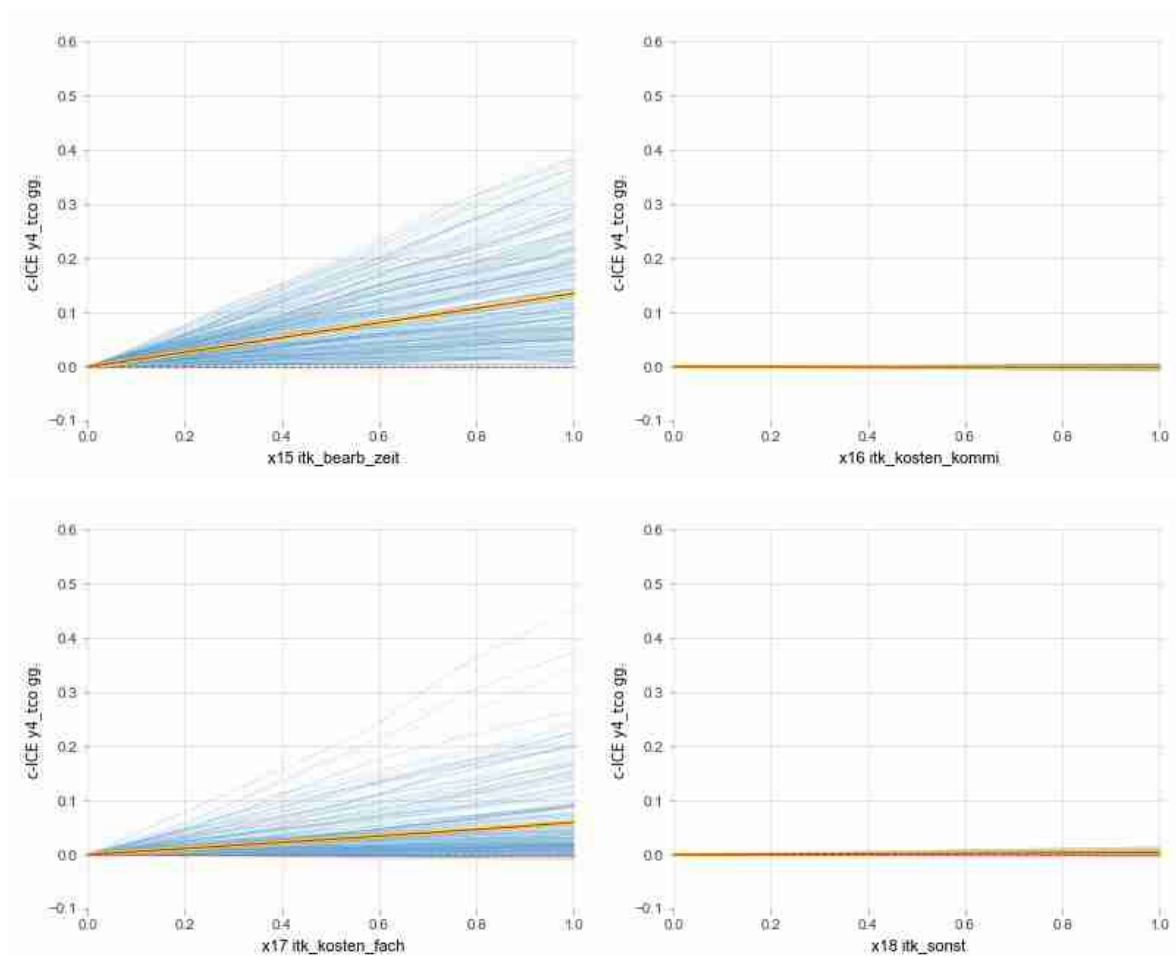 0.6
0.5
0.4
0.3
0.2
0.1
0.0
−0.1
c-ICE y4_tco gg.
0.0 0.2 0.4 0.6 0.8 1.0
x15 itk_bearb_zeit
0.6
0.5
0.4
0.3
0.2
0.1
0.0
−0.1
c-ICE y4_tco gg.
0.0 0.2 0.4 0.6 0.8 1.0
x16 itk_kosten_kommi
0.6
0.5
0.4
0.3
0.2
0.1
0.0
−0.1
c-ICE y4_tco gg.
0.0 0.2 0.4 0.6 0.8 1.0
x17 itk_kosten_fach
0.6
0.5
0.4
0.3
0.2
0.1
0.0
−0.1
c-ICE y4_tco gg.
0.0 0.2 0.4 0.6 0.8 1.0
x18 itk_sonst